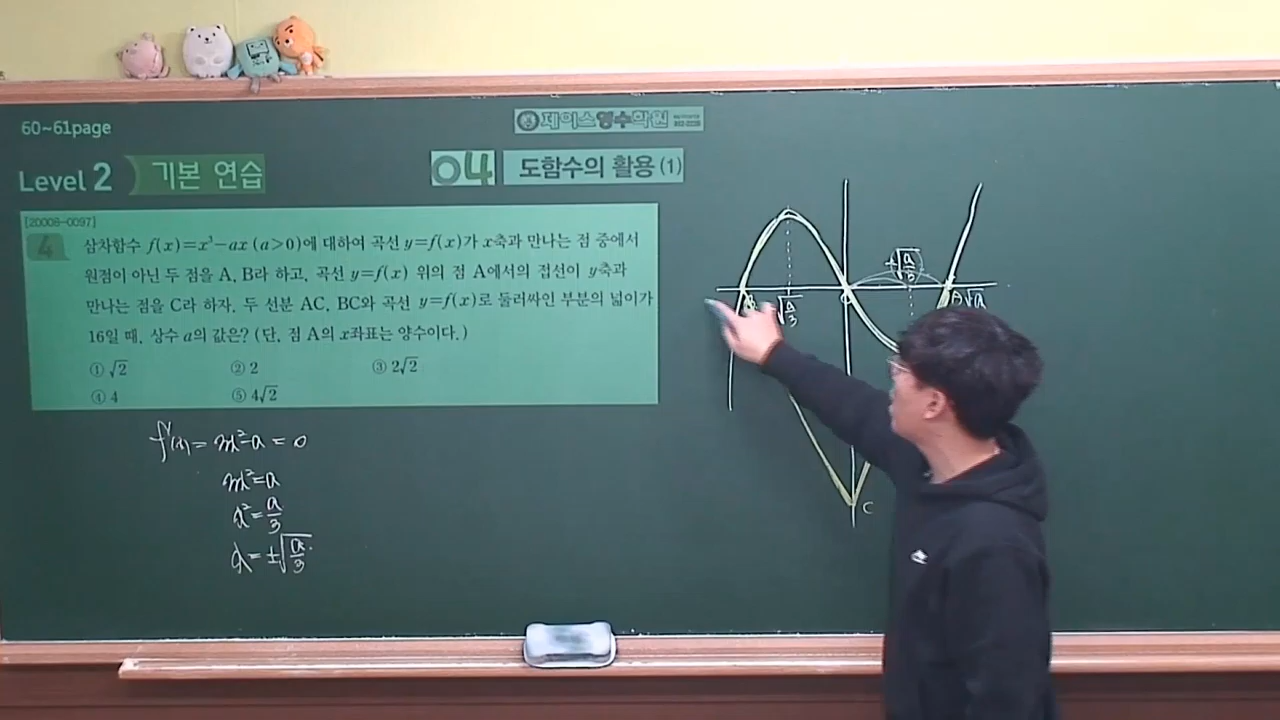 60~61page
제이스영수학원
Level 2 기본 연습
04 도함수의 활용 (1)
[20008-0097]
4 삼차함수 f(x)=x³-ax (a>0)에 대하여 곡선 y=f(x)가 x축과 만나는 점 중에서
원점이 아닌 두 점을 A, B라 하고, 곡선 y=f(x) 위의 점 A에서의 접선이 y축과
만나는 점을 C라 하자. 두 선분 AC, BC와 곡선 y=f(x)로 둘러싸인 부분의 넓이가
16일 때, 상수 a의 값은? (단, 점 A의 x좌표는 양수이다.)
① √2 ② 2 ③ 2√2
④ 4 ⑤ 4√2
f'(x)=3x²-a=0
3x²=a
x²=a/3
x=±√(a/3)
±√(a/3)
A √a
√(a/3)
C